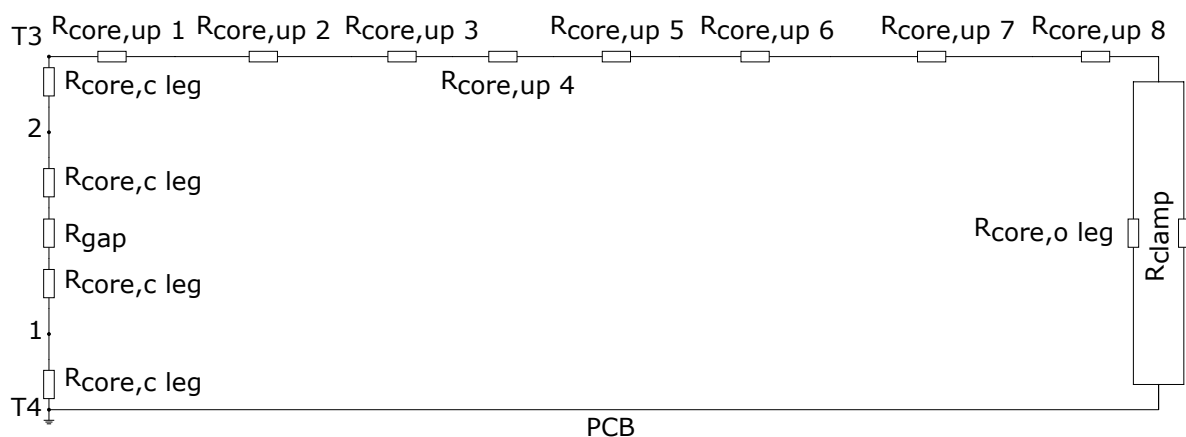 T3
Rcore,up 1 Rcore,up 2 Rcore,up 3 Rcore,up 5 Rcore,up 6 Rcore,up 7 Rcore,up 8
Rcore,c leg
Rcore,up 4
2
Rcore,c leg
Rgap
Rcore,o leg
Rclamp
Rcore,c leg
1
Rcore,c leg
T4
PCB